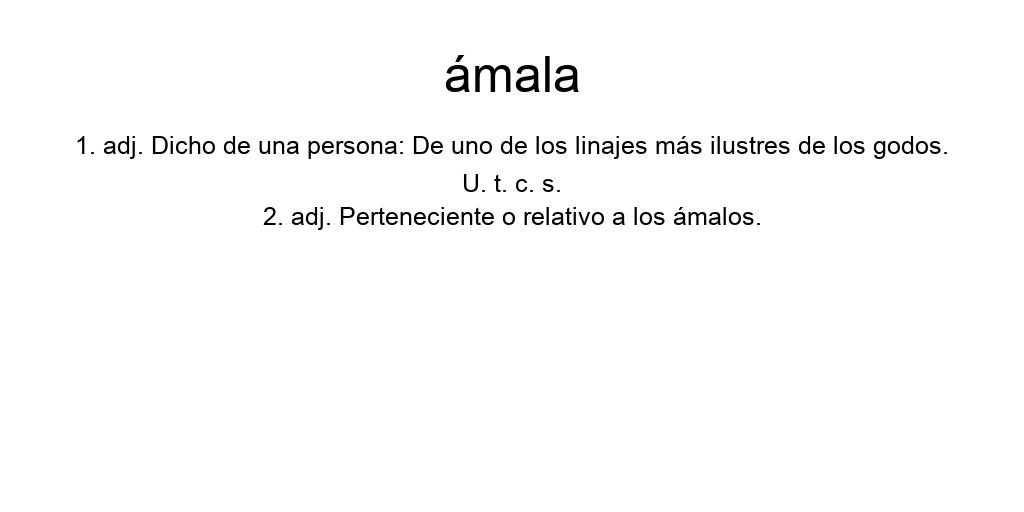 ámala
1. adj. Dicho de una persona: De uno de los linajes más ilustres de los godos.
U. t. c. s.
2. adj. Perteneciente o relativo a los ámalos.